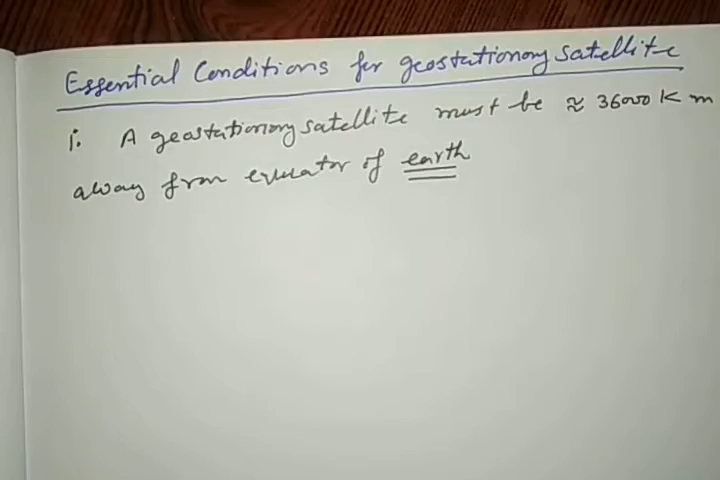 Essential Conditions for geostationary satellite
1. A geostationary satellite must be ≈ 36000 Km
away from equator of earth